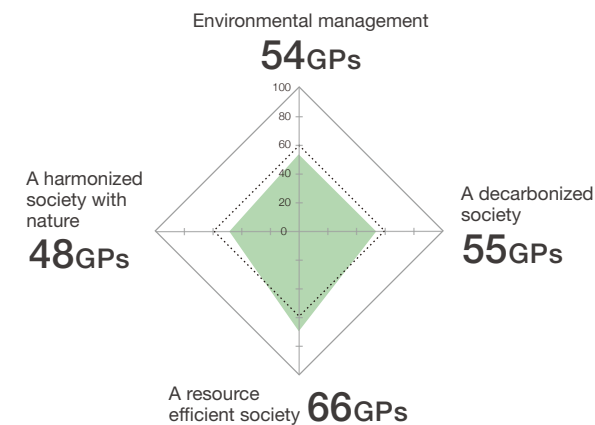 Environmental management
54GPs
100
80
60
40
20
0
A harmonized
society with
nature
48GPs
A decarbonized
society
55GPs
A resource
efficient society 66GPs